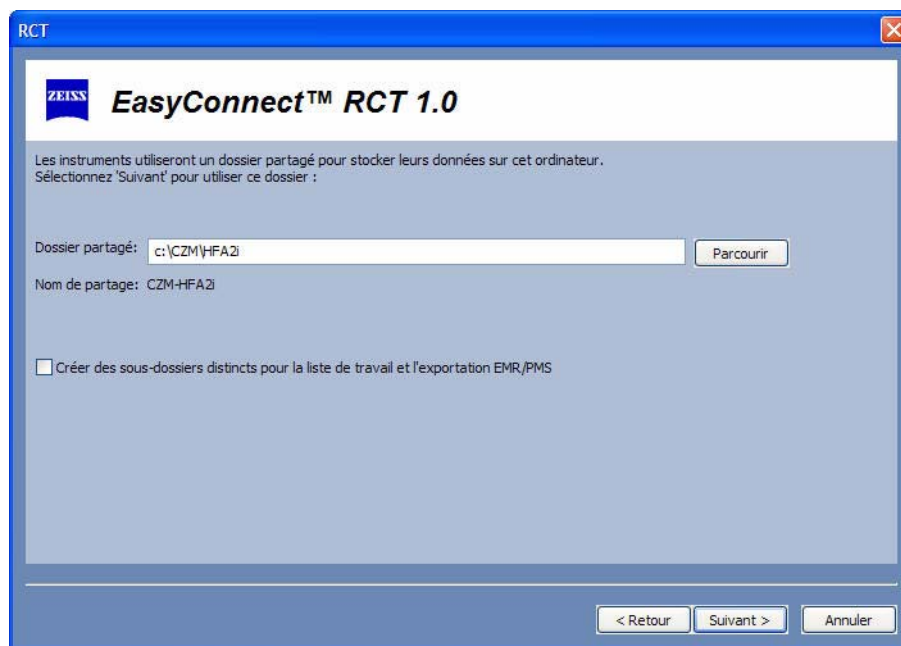 RCT
ZEISS
EasyConnect™ RCT 1.0
Les instruments utiliseront un dossier partagé pour stocker leurs données sur cet ordinateur.
Sélectionnez 'Suivant' pour utiliser ce dossier :
Dossier partagé: c:\CZM\HFA2i Parcourir
Nom de partage: CZM-HFA2i
Créer des sous-dossiers distincts pour la liste de travail et l'exportation EMR/PMS
< Retour Suivant > Annuler